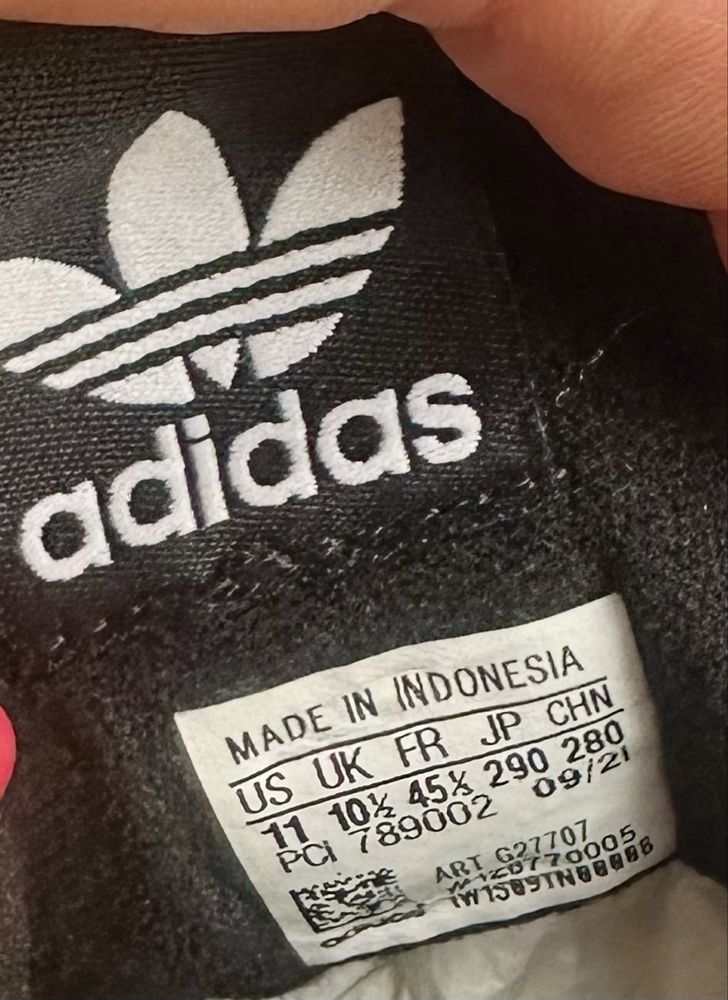 adidas
MADE IN INDONESIA
US UK FR JP CHN
11 10½ 45½ 290 280
PCI 789002 09/21
ART G27707